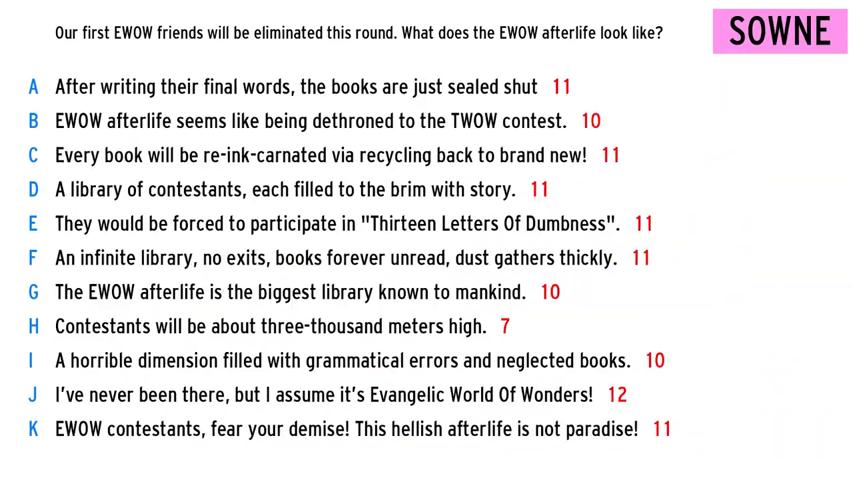 Our first EWOW friends will be eliminated this round. What does the EWOW afterlife look like?
SOWNE
A After writing their final words, the books are just sealed shut 11
B EWOW afterlife seems like being dethroned to the TWOW contest. 10
C Every book will be re-ink-carnated via recycling back to brand new! 11
D A library of contestants, each filled to the brim with story. 11
E They would be forced to participate in "Thirteen Letters Of Dumbness". 11
F An infinite library, no exits, books forever unread, dust gathers thickly. 11
G The EWOW afterlife is the biggest library known to mankind. 10
H Contestants will be about three-thousand meters high. 7
I A horrible dimension filled with grammatical errors and neglected books. 10
J I've never been there, but I assume it's Evangelic World Of Wonders! 12
K EWOW contestants, fear your demise! This hellish afterlife is not paradise! 11